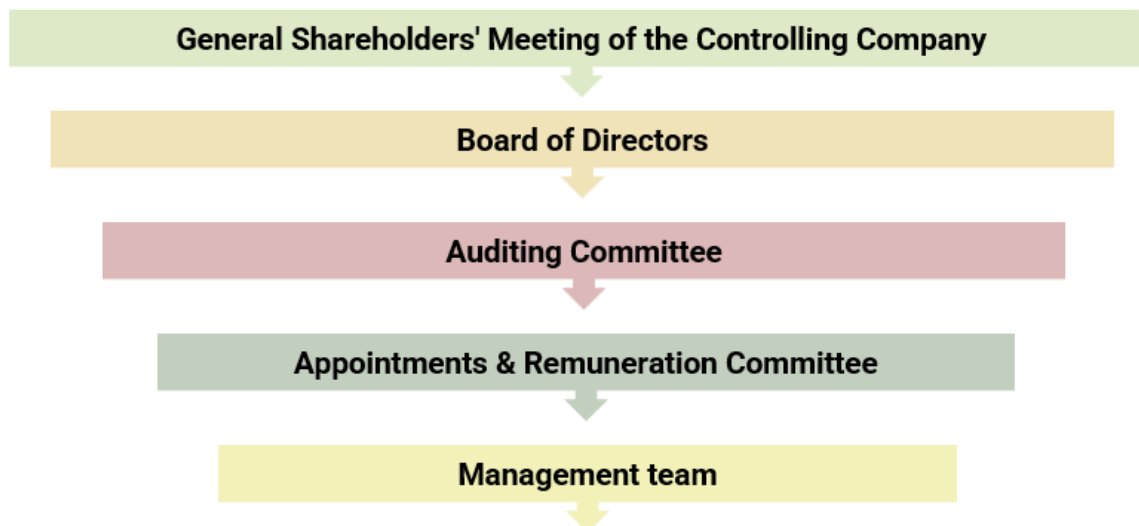 General Shareholders' Meeting of the Controlling Company
Board of Directors
Auditing Committee
Appointments & Remuneration Committee
Management team